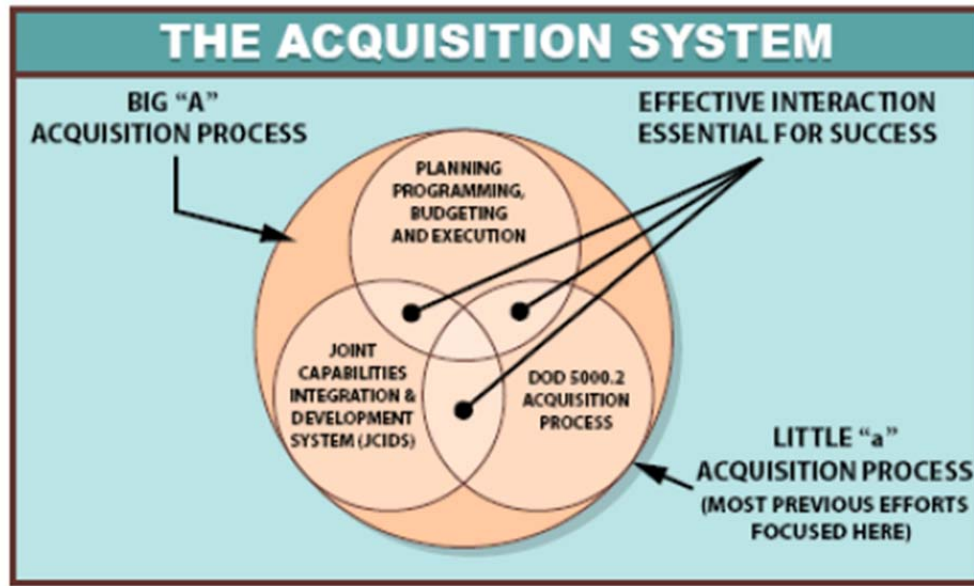 THE ACQUISITION SYSTEM
BIG “A”
ACQUISITION PROCESS
EFFECTIVE INTERACTION
ESSENTIAL FOR SUCCESS
PLANNING
PROGRAMMING,
BUDGETING
AND EXECUTION
JOINT
CAPABILITIES
INTEGRATION &
DEVELOPMENT
SYSTEM (JCIDS)
DOD 5000.2
ACQUISITION
PROCESS
LITTLE “a”
ACQUISITION PROCESS
(MOST PREVIOUS EFFORTS
FOCUSED HERE)